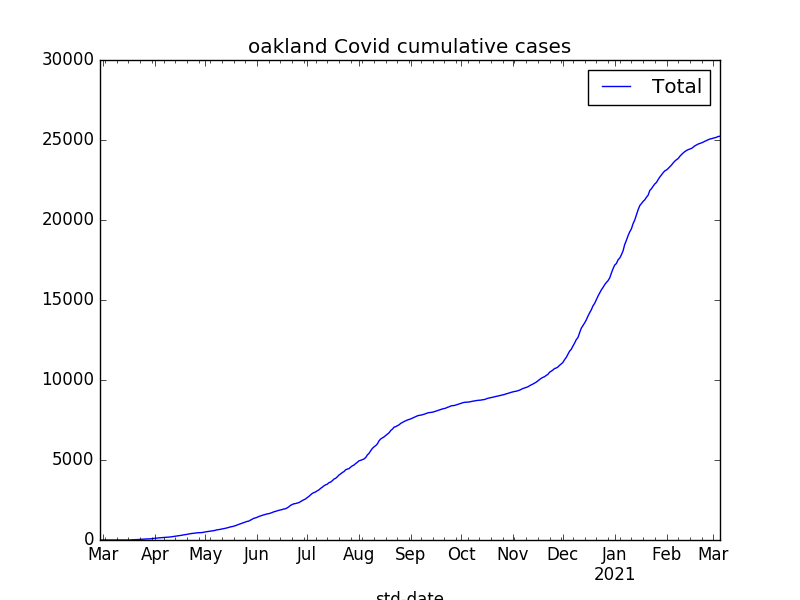 oakland Covid cumulative cases
30000
25000
20000
15000
10000
5000
0
Total
Mar Apr May Jun Jul Aug Sep Oct Nov Dec Jan Feb Mar
2021
std-date